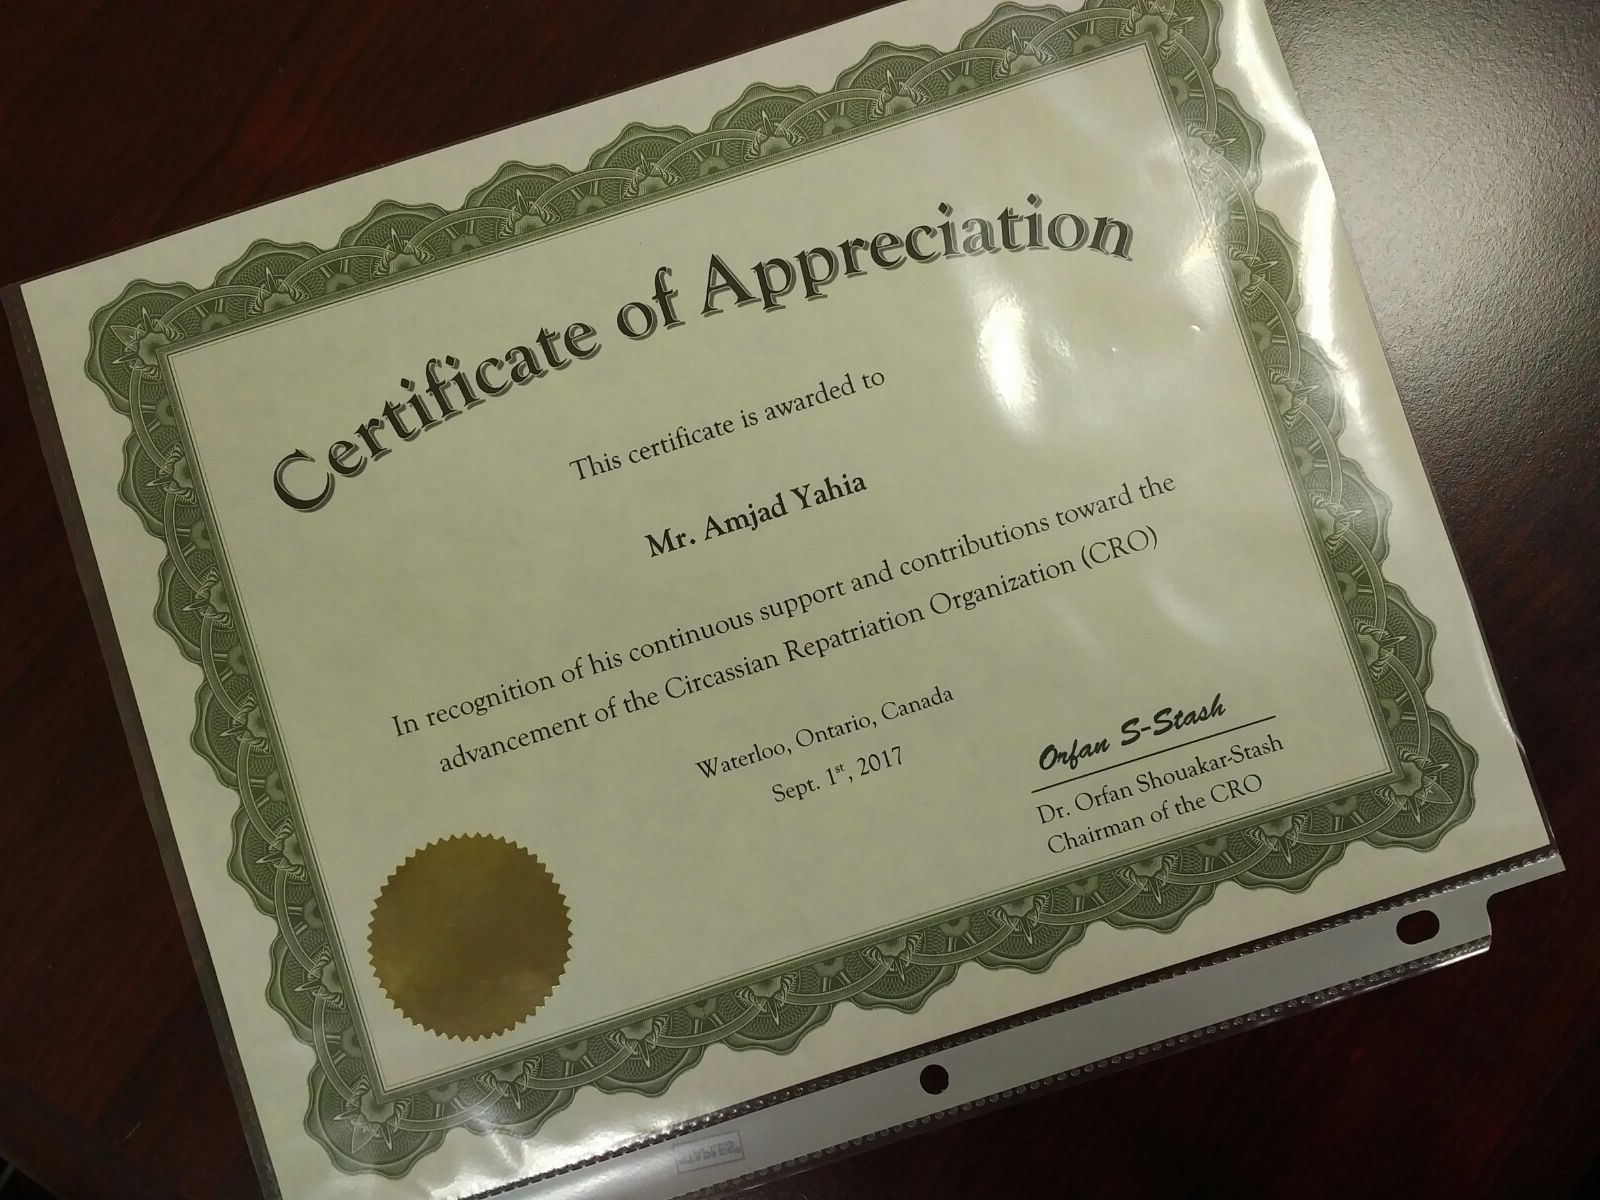 Certificate of Appreciation
This certificate is awarded to
Mr. Amjad Yahia
In recognition of his continuous support and contributions toward the
advancement of the Circassian Repatriation Organization (CRO)
Waterloo, Ontario, Canada
Sept. 1st, 2017
Orfan S-Stash
Dr. Orfan Shouakar-Stash
Chairman of the CRO
STAPLES